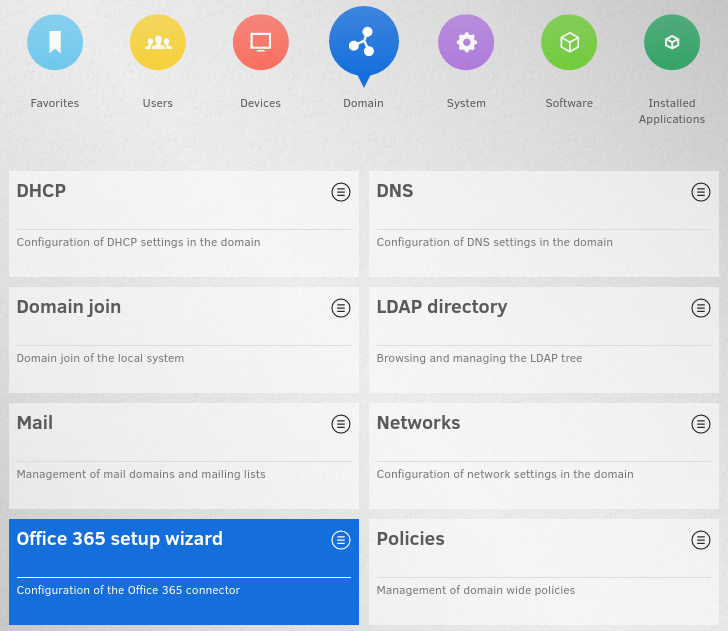 Favorites
Users
Devices
Domain
System
Software
Installed
Applications
DHCP
Configuration of DHCP settings in the domain
DNS
Configuration of DNS settings in the domain
Domain join
Domain join of the local system
LDAP directory
Browsing and managing the LDAP tree
Mail
Management of mail domains and mailing lists
Networks
Configuration of network settings in the domain
Office 365 setup wizard
Configuration of the Office 365 connector
Policies
Management of domain wide policies